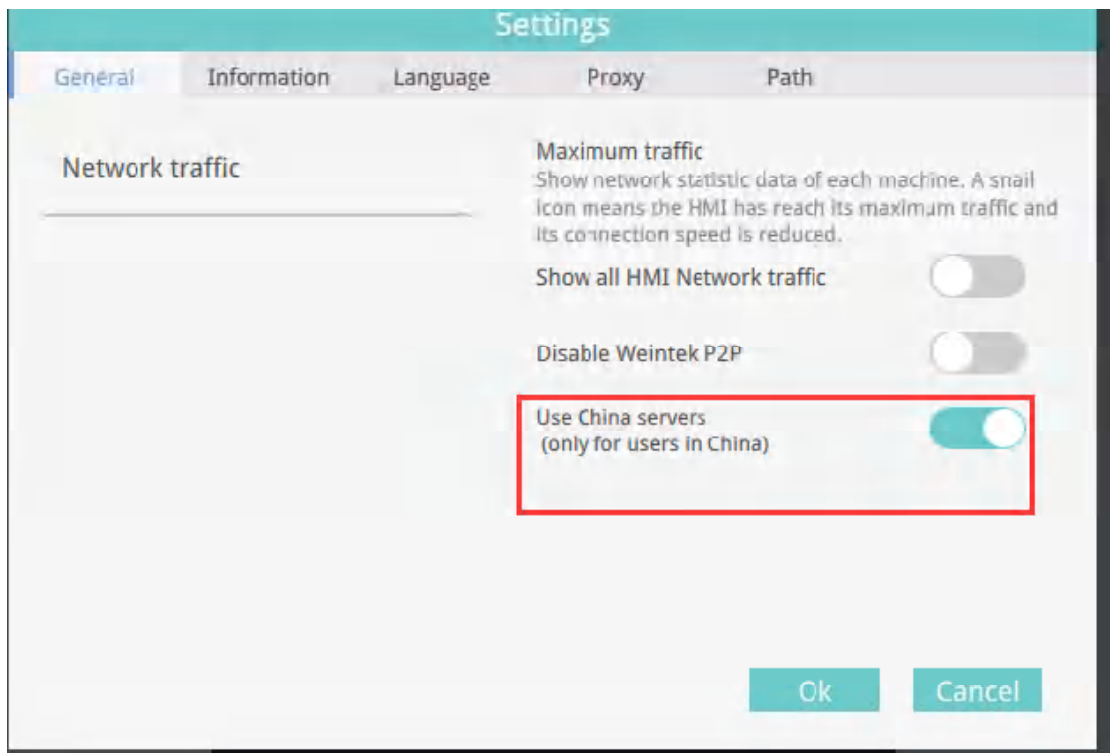 Settings
General Information Language Proxy Path
Network traffic
Maximum traffic
Show network statistic data of each machine. A snail
icon means the HMI has reach its maximum traffic and
its connection speed is reduced.
Show all HMI Network traffic
Disable Weintek P2P
Use China servers
(only for users in China)
Ok Cancel